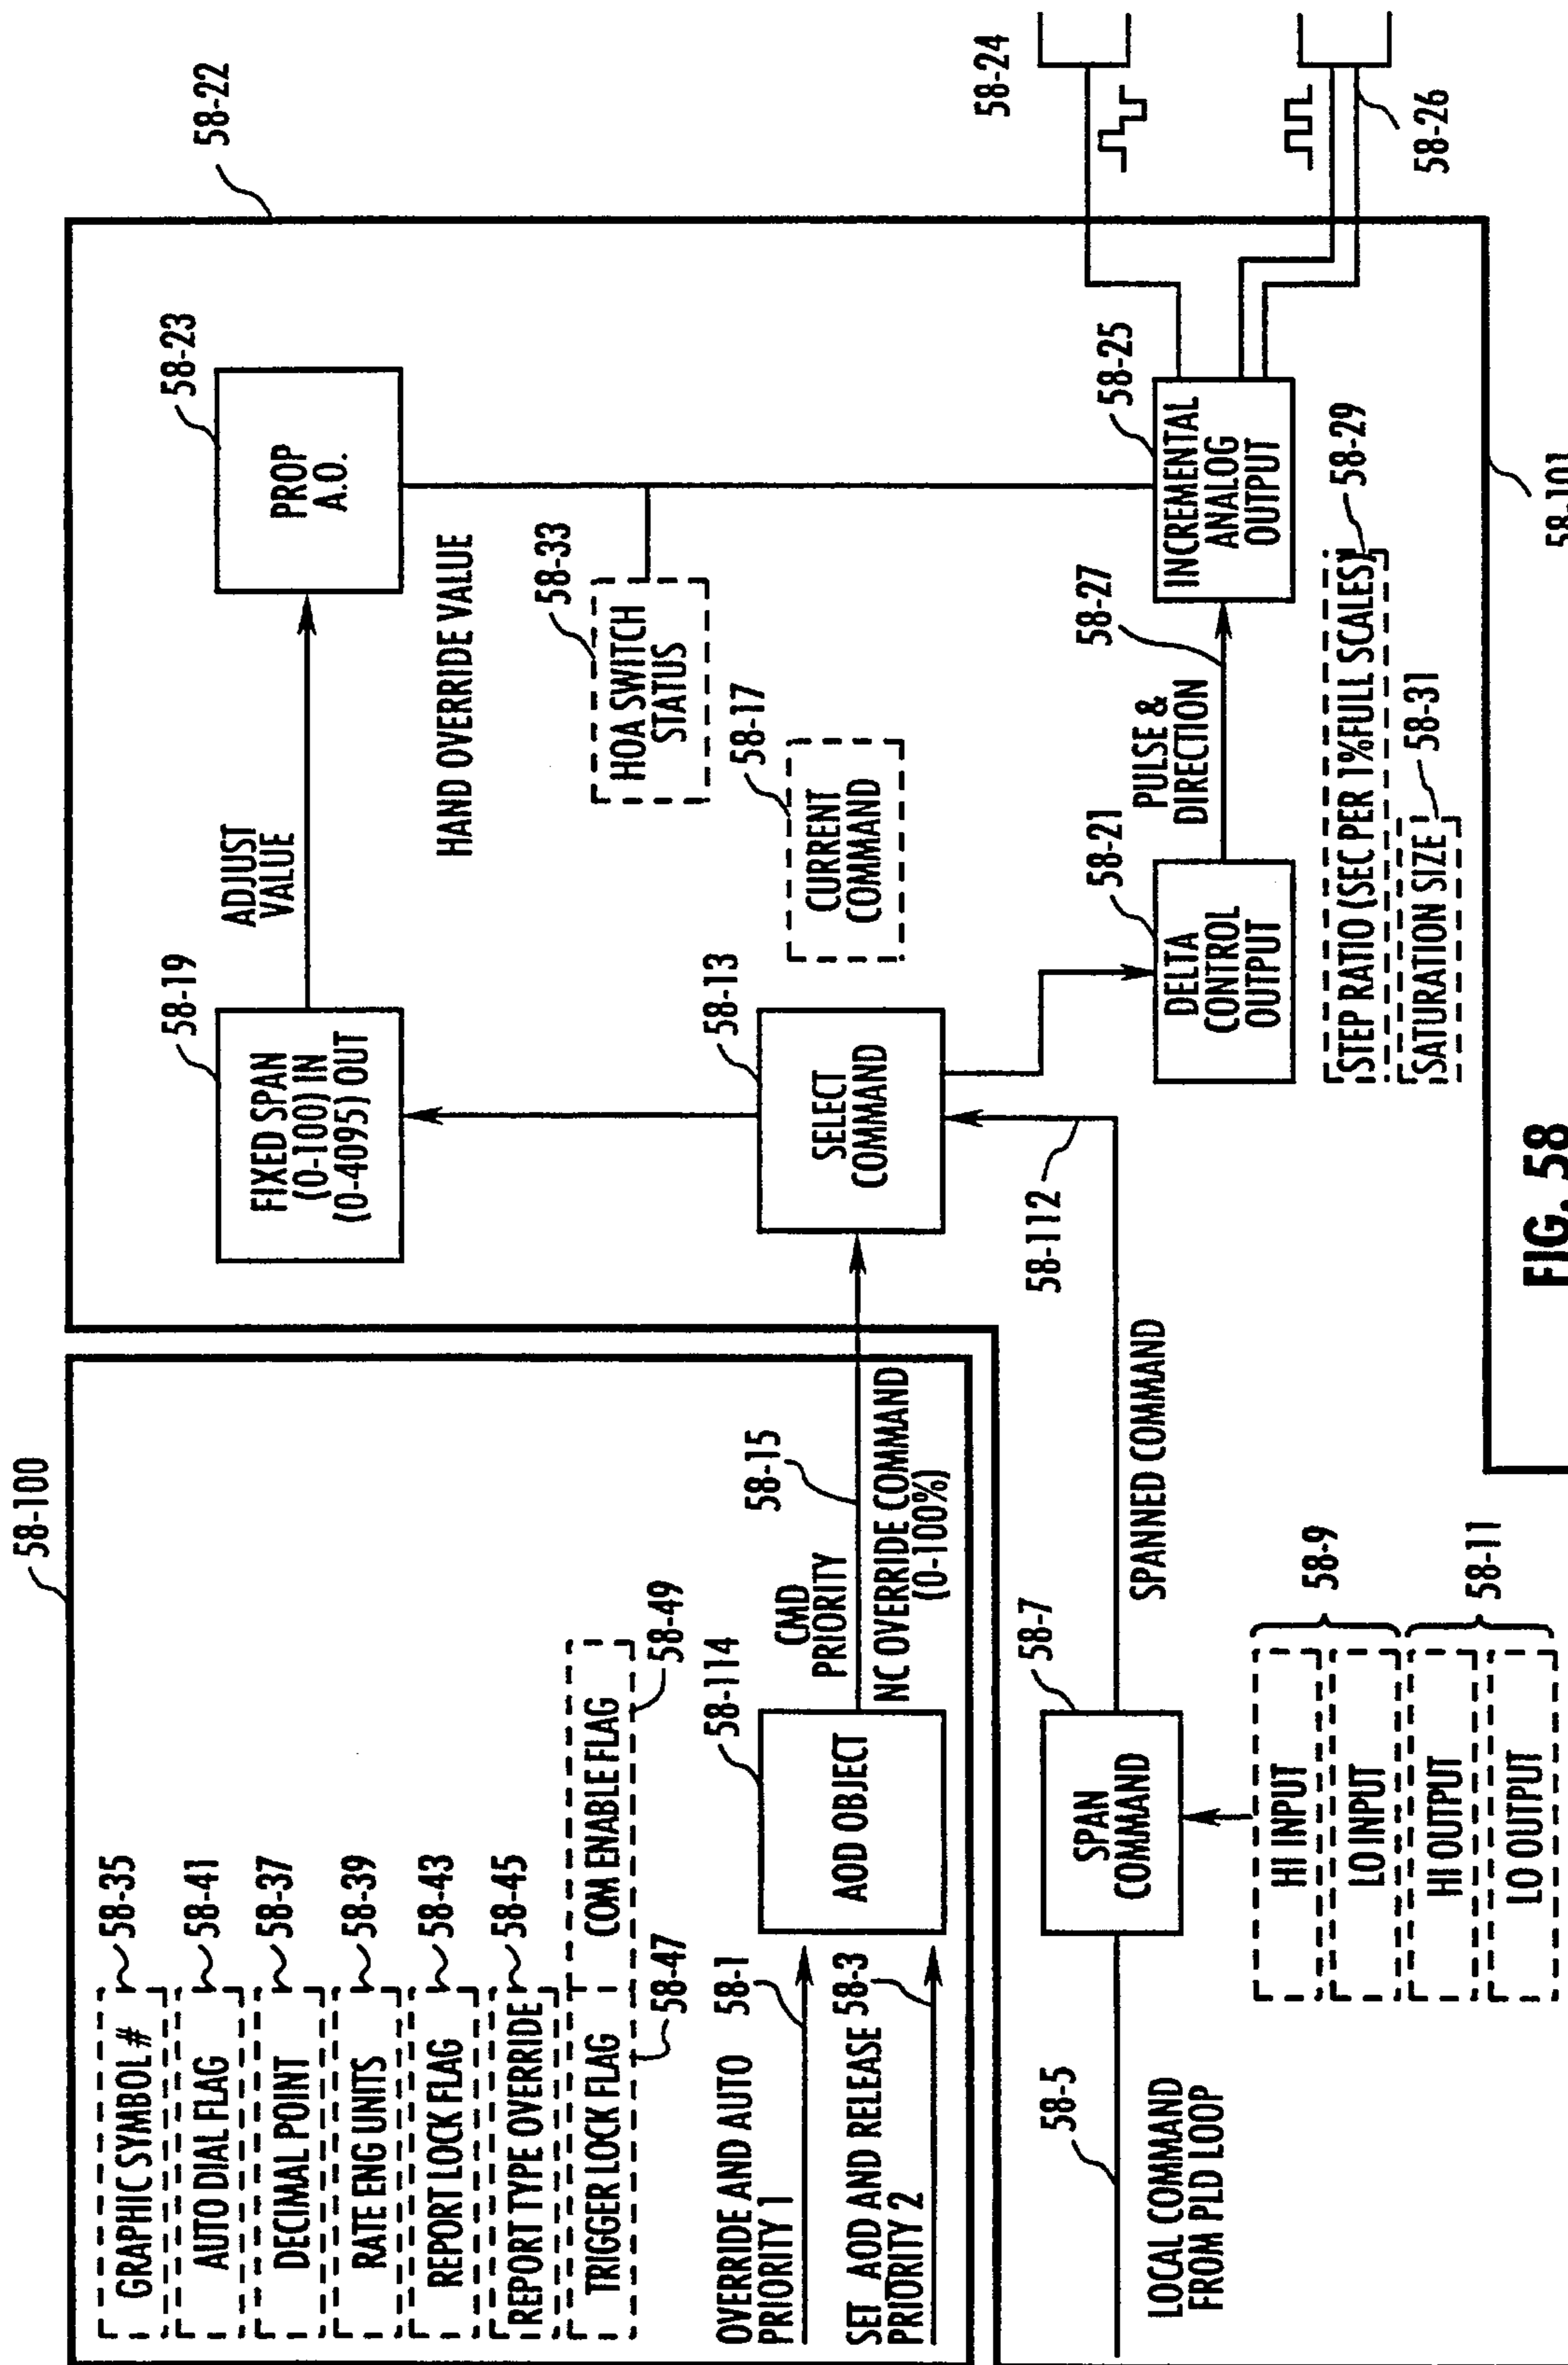 58-100
GRAPHIC SYMBOL #
58-35
AUTO DIAL FLAG
58-41
DECIMAL POINT
58-37
RATE ENG UNITS
58-39
REPORT LOCK FLAG
58-43
REPORT TYPE OVERRIDE
58-45
TRIGGER LOCK FLAG
58-47
COM ENABLE FLAG
58-49
OVERRIDE AND AUTO
PRIORITY 1
58-1
SET AOD AND RELEASE
PRIORITY 2
58-3
AOD OBJECT
58-114
CMD
PRIORITY
58-15
NC OVERRIDE COMMAND
(0-100%)
LOCAL COMMAND
FROM PLD LOOP
58-5
SPAN
COMMAND
58-7
HI INPUT
LO INPUT
58-9
HI OUTPUT
LO OUTPUT
58-11
SPANNED COMMAND
58-112
58-22
FIXED SPAN
(0-100) IN
(0-4095) OUT
58-19
ADJUST
VALUE
PROP
A.O.
58-23
HAND OVERRIDE VALUE
HOA SWITCH
STATUS
58-33
CURRENT
COMMAND
58-17
SELECT
COMMAND
58-13
DELTA
CONTROL
OUTPUT
58-21
PULSE &
DIRECTION
58-27
INCREMENTAL
ANALOG
OUTPUT
58-25
STEP RATIO (SEC PER 1%FULL SCALES)
58-29
SATURATION SIZE
58-31
58-24
58-26
58-101
FIG. 58